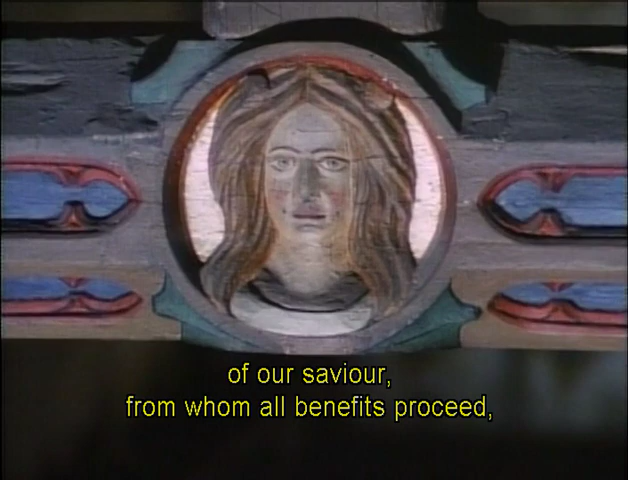 of our saviour,
from whom all benefits proceed,